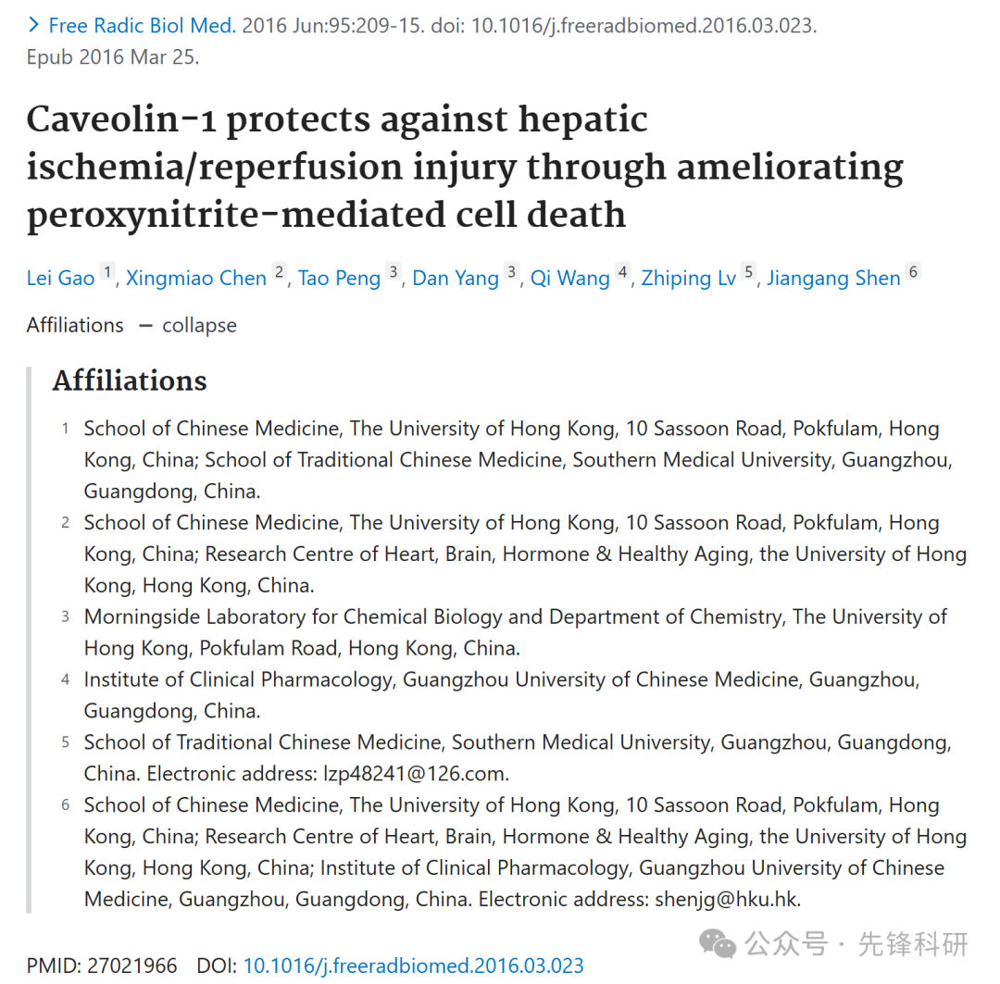 > Free Radic Biol Med. 2016 Jun:95:209-15. doi: 10.1016/j.freeradbiomed.2016.03.023.
Epub 2016 Mar 25.
Caveolin-1 protects against hepatic
ischemia/reperfusion injury through ameliorating
peroxynitrite-mediated cell death
Lei Gao 1, Xingmiao Chen 2, Tao Peng 3, Dan Yang 3, Qi Wang 4, Zhiping Lv 5, Jiangang Shen 6
Affiliations — collapse
Affiliations
1 School of Chinese Medicine, The University of Hong Kong, 10 Sassoon Road, Pokfulam, Hong
Kong, China; School of Traditional Chinese Medicine, Southern Medical University, Guangzhou,
Guangdong, China.
2 School of Chinese Medicine, The University of Hong Kong, 10 Sassoon Road, Pokfulam, Hong
Kong, China; Research Centre of Heart, Brain, Hormone & Healthy Aging, the University of Hong
Kong, Hong Kong, China.
3 Morningside Laboratory for Chemical Biology and Department of Chemistry, The University of
Hong Kong, Pokfulam Road, Hong Kong, China.
4 Institute of Clinical Pharmacology, Guangzhou University of Chinese Medicine, Guangzhou,
Guangdong, China.
5 School of Traditional Chinese Medicine, Southern Medical University, Guangzhou, Guangdong,
China. Electronic address: lzp48241@126.com.
6 School of Chinese Medicine, The University of Hong Kong, 10 Sassoon Road, Pokfulam, Hong
Kong, China; Research Centre of Heart, Brain, Hormone & Healthy Aging, the University of Hong
Kong, Hong Kong, China; Institute of Clinical Pharmacology, Guangzhou University of Chinese
Medicine, Guangzhou, Guangdong, China. Electronic address: shenjg@hku.hk.
公众号 · 先锋科研
PMID: 27021966 DOI: 10.1016/j.freeradbiomed.2016.03.023